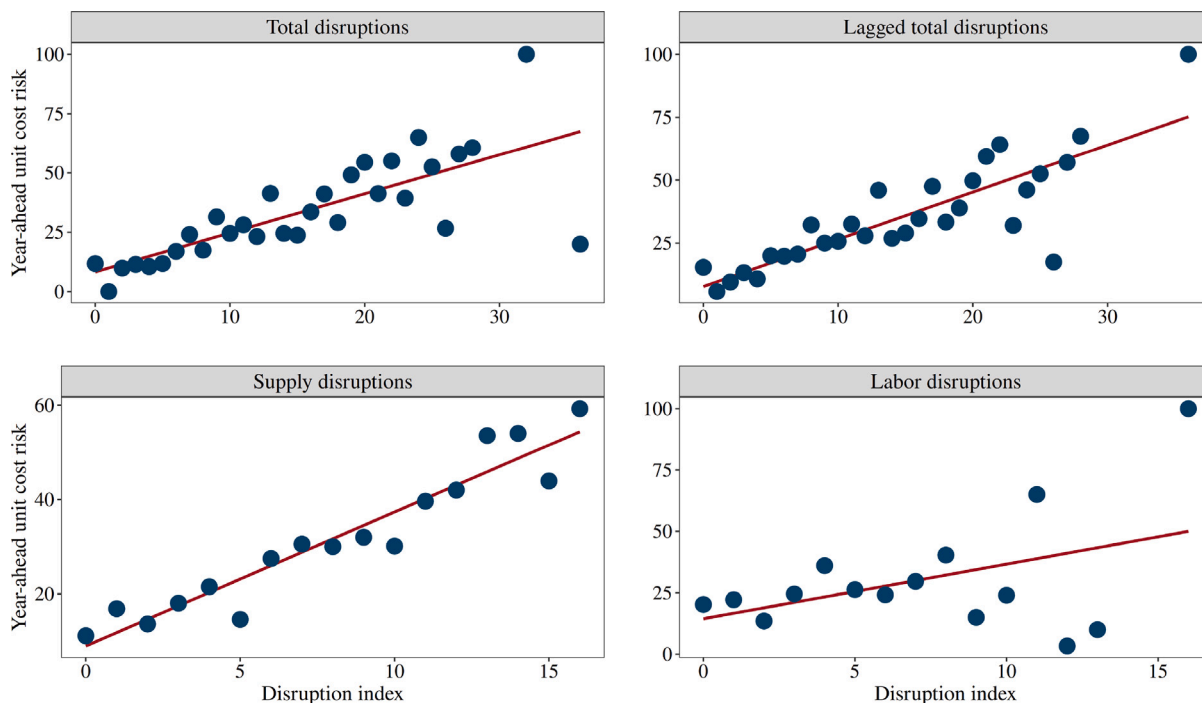 Total disruptions
Year-ahead unit cost risk
100
75
50
25
0
0 10 20 30
Lagged total disruptions
100
75
50
25
0 10 20 30
Supply disruptions
Year-ahead unit cost risk
60
40
20
0 5 10 15
Disruption index
Labor disruptions
100
75
50
25
0
0 5 10 15
Disruption index